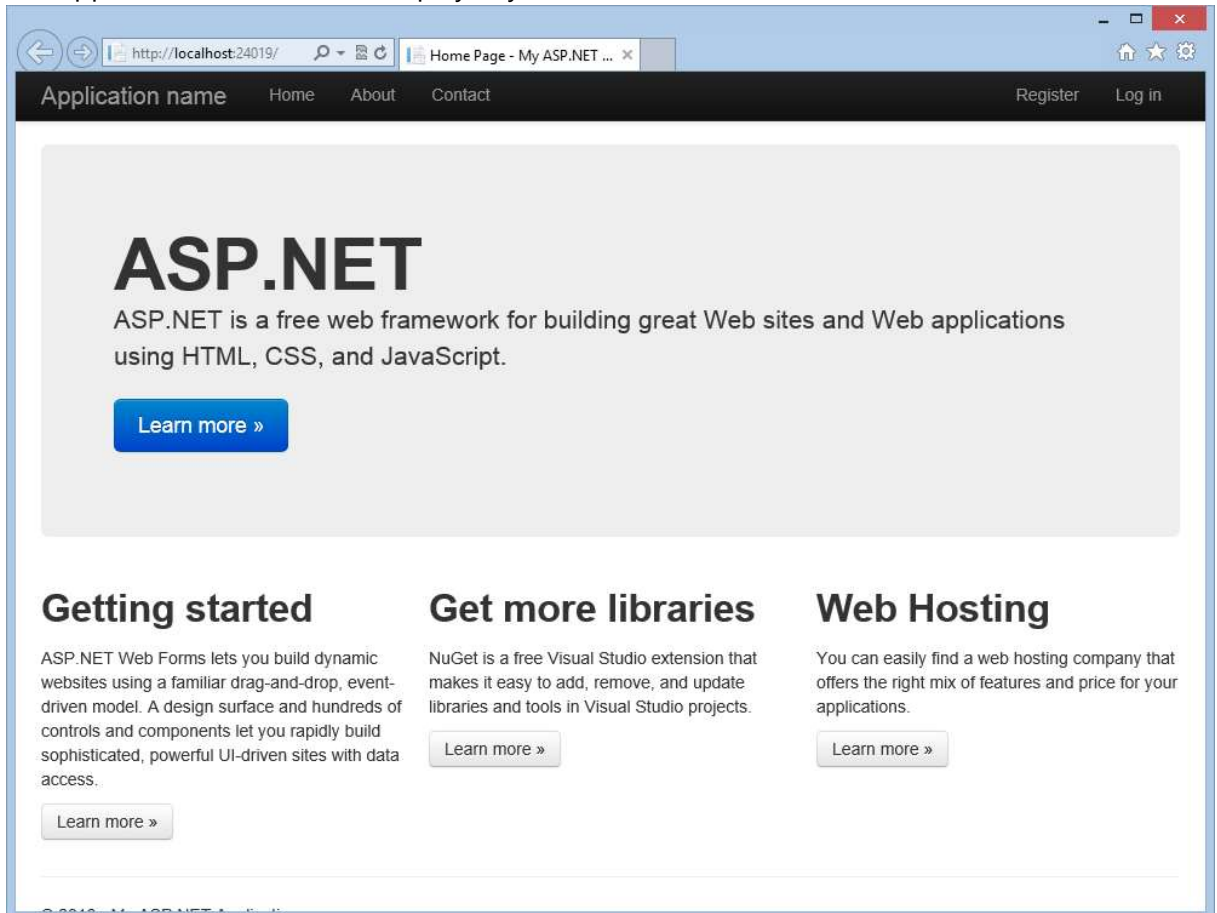 http://localhost:24019/
Home Page - My ASP.NET ...
Application name Home About Contact Register Log in
ASP.NET
ASP.NET is a free web framework for building great Web sites and Web applications
using HTML, CSS, and JavaScript.
Learn more »
Getting started
ASP.NET Web Forms lets you build dynamic
websites using a familiar drag-and-drop, event-
driven model. A design surface and hundreds of
controls and components let you rapidly build
sophisticated, powerful UI-driven sites with data
access.
Learn more »
Get more libraries
NuGet is a free Visual Studio extension that
makes it easy to add, remove, and update
libraries and tools in Visual Studio projects.
Learn more »
Web Hosting
You can easily find a web hosting company that
offers the right mix of features and price for your
applications.
Learn more »